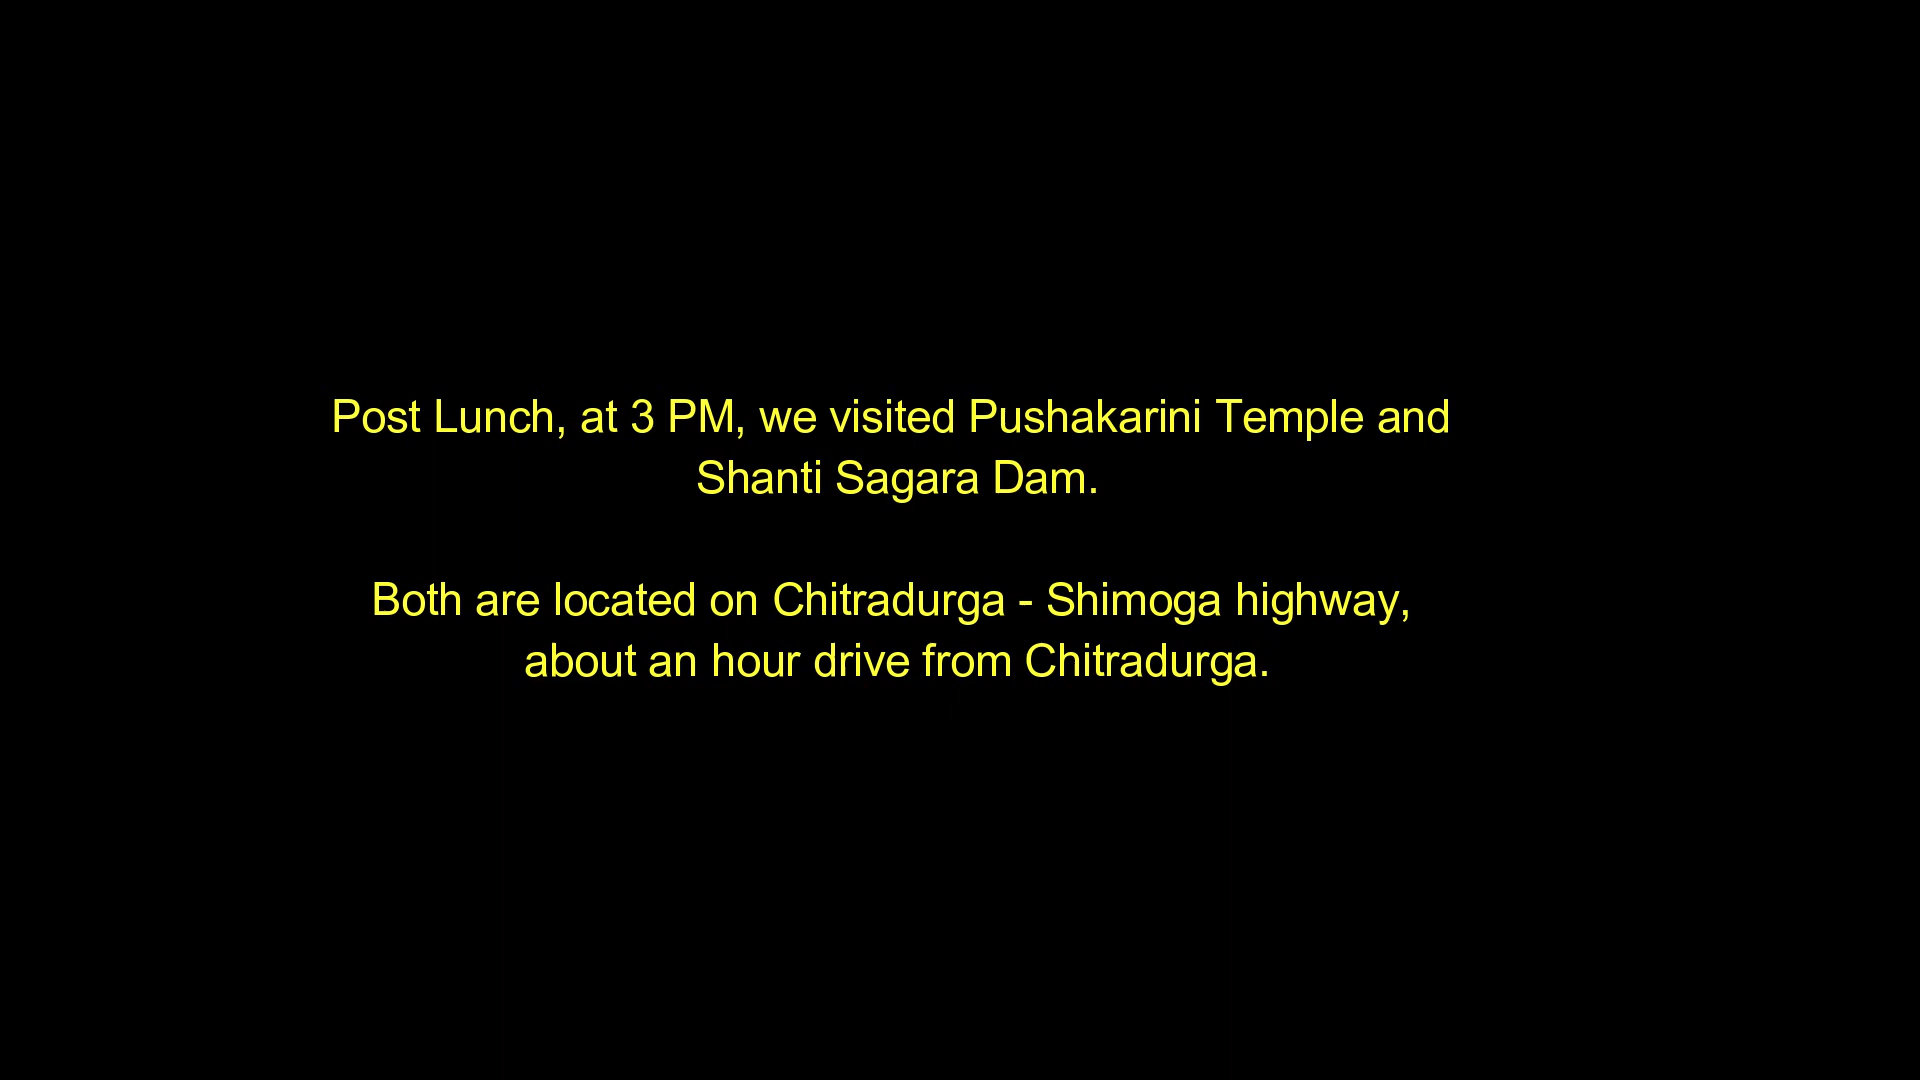 Post Lunch, at 3 PM, we visited Pushakarini Temple and
Shanti Sagara Dam.
Both are located on Chitradurga - Shimoga highway,
about an hour drive from Chitradurga.